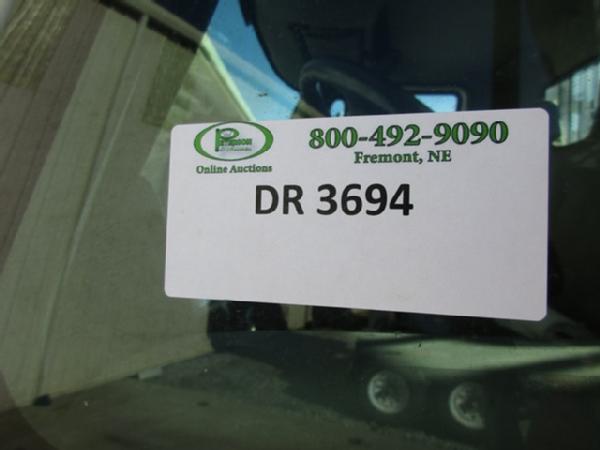 800-492-9090
Fremont, NE
Online Auctions
DR 3694